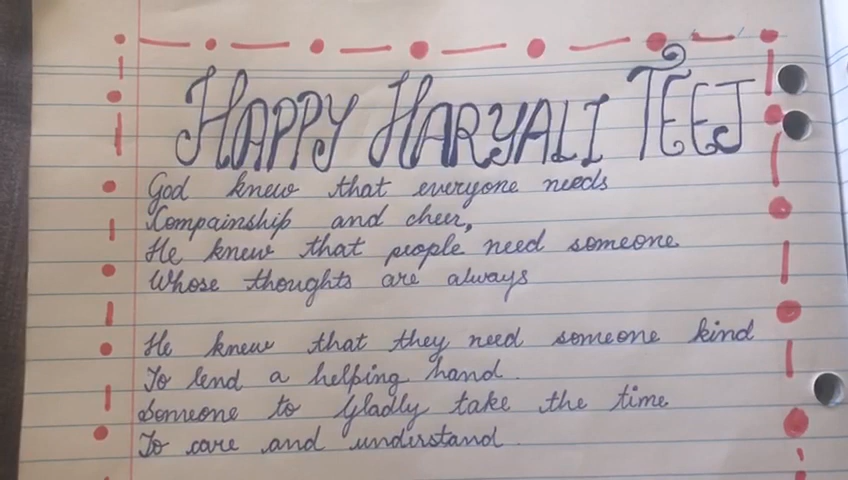 HAPPY HARYALI TEEJ
God knew that everyone needs
Compainship and cheer,
He knew that people need someone
Whose thoughts are always
He knew that they need someone kind
To lend a helping hand.
Someone to Gladly take the time
To care and understand.